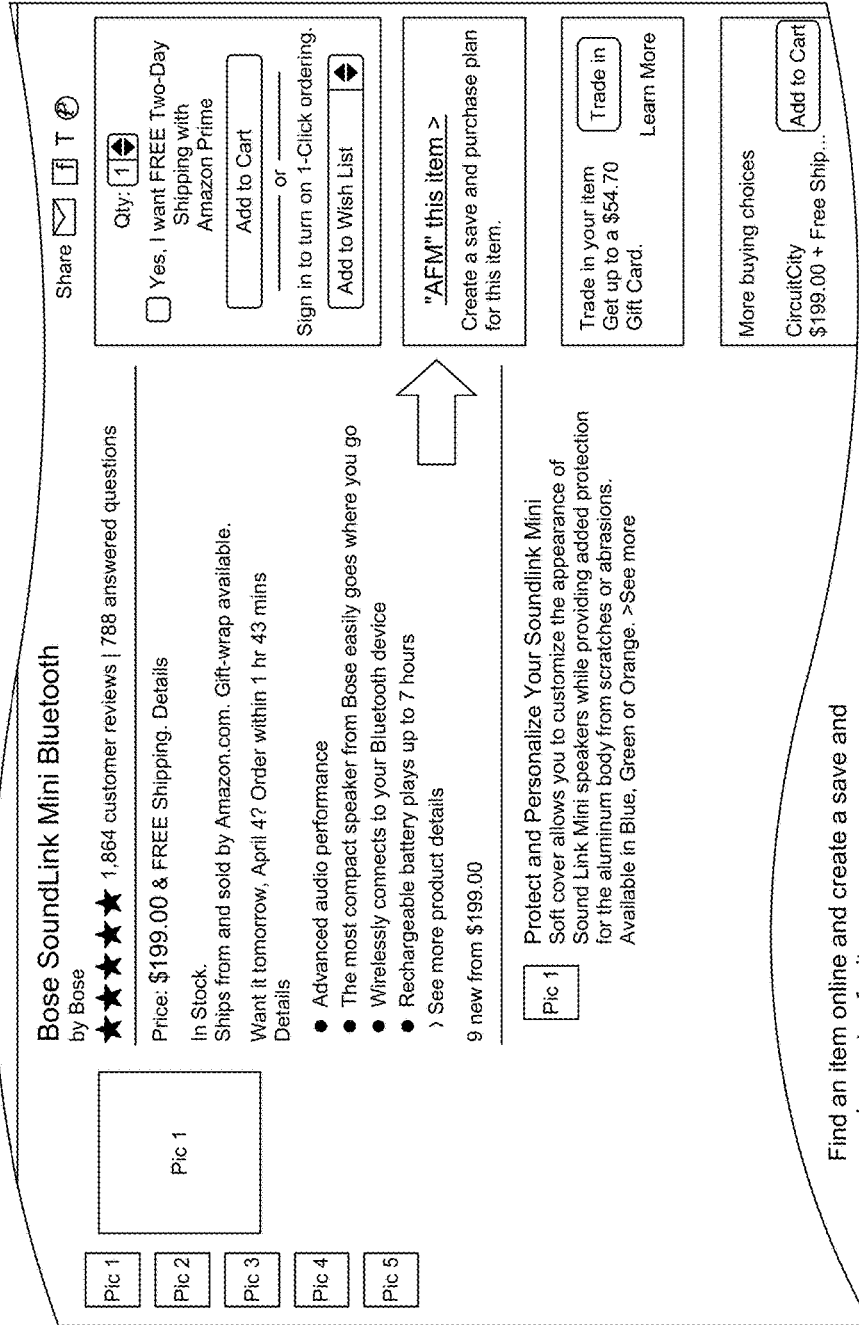 Share f T
Bose SoundLink Mini Bluetooth
by Bose
1,864 customer reviews | 788 answered questions
Price: $199.00 & FREE Shipping. Details
In Stock.
Ships from and sold by Amazon.com. Gift-wrap available.
Want it tomorrow, April 4? Order within 1 hr 43 mins
Details
Advanced audio performance
The most compact speaker from Bose easily goes where you go
Wirelessly connects to your Bluetooth device
Rechargeable battery plays up to 7 hours
› See more product details
9 new from $199.00
Pic 1
Pic 1
Pic 2
Pic 3
Pic 4
Pic 5
Pic 1
Protect and Personalize Your Soundlink Mini
Soft cover allows you to customize the appearance of
Sound Link Mini speakers while providing added protection
for the aluminum body from scratches or abrasions.
Available in Blue, Green or Orange. >See more
Qty: 1
Yes, I want FREE Two-Day
Shipping with
Amazon Prime
Add to Cart
or
Sign in to turn on 1-Click ordering.
Add to Wish List
"AFM" this item >
Create a save and purchase plan
for this item.
Trade in your item
Get up to a $54.70
Gift Card.
Trade in
Learn More
More buying choices
CircuitCity
$199.00 + Free Ship...
Add to Cart
Find an item online and create a save and